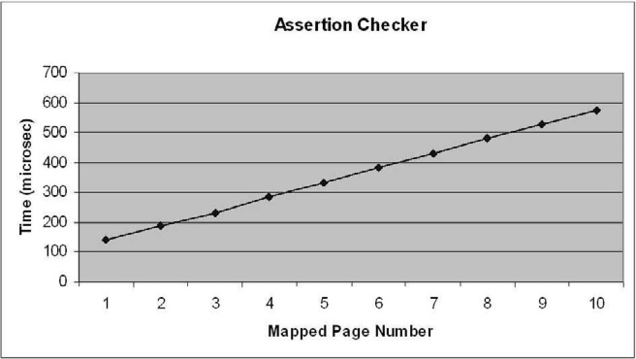 Assertion Checker
700
600
500
400
300
200
100
0
Time (microsec)
1 2 3 4 5 6 7 8 9 10
Mapped Page Number